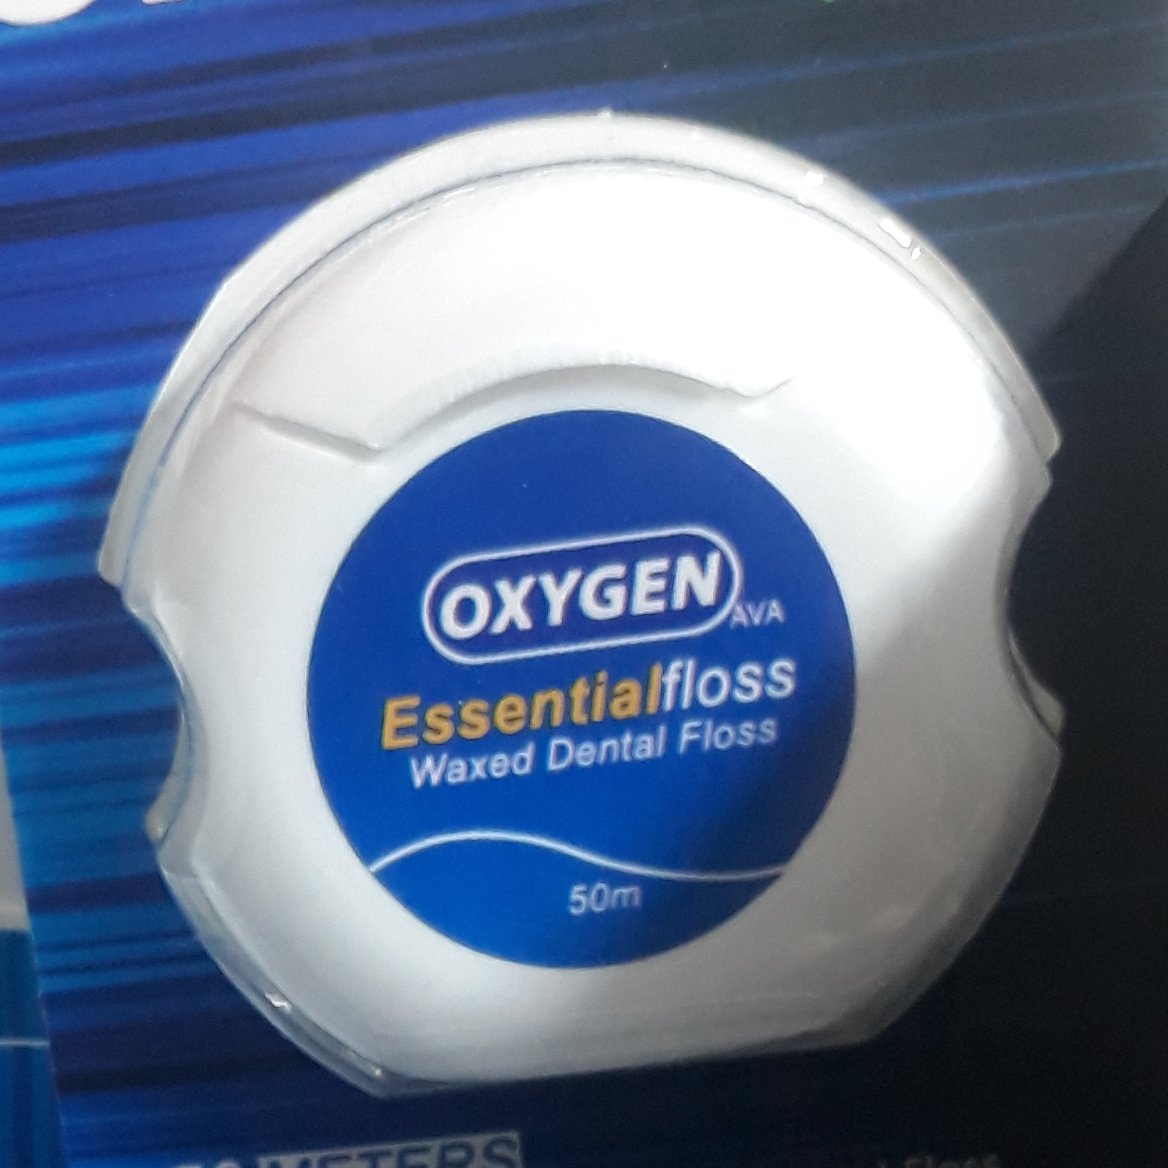 OXYGEN
AVA
Essentialfloss
Waxed Dental Floss
50m
METERS